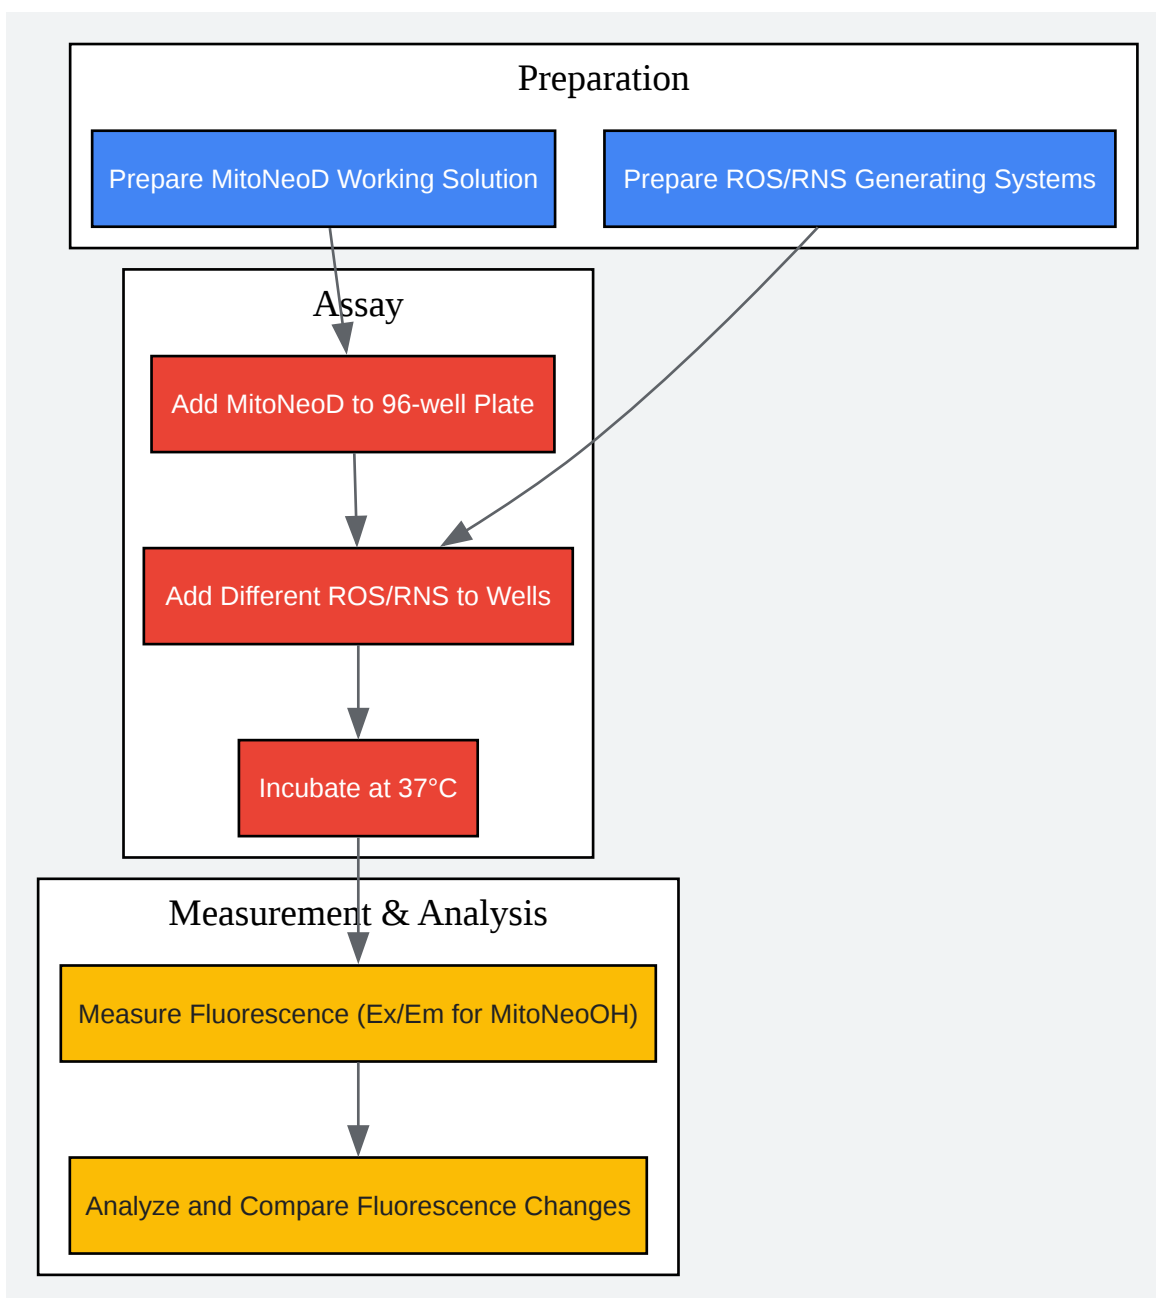 Preparation
Prepare MitoNeoD Working Solution
Prepare ROS/RNS Generating Systems
Assay
Add MitoNeoD to 96-well Plate
Add Different ROS/RNS to Wells
Incubate at 37°C
Measurement & Analysis
Measure Fluorescence (Ex/Em for MitoNeoOH)
Analyze and Compare Fluorescence Changes